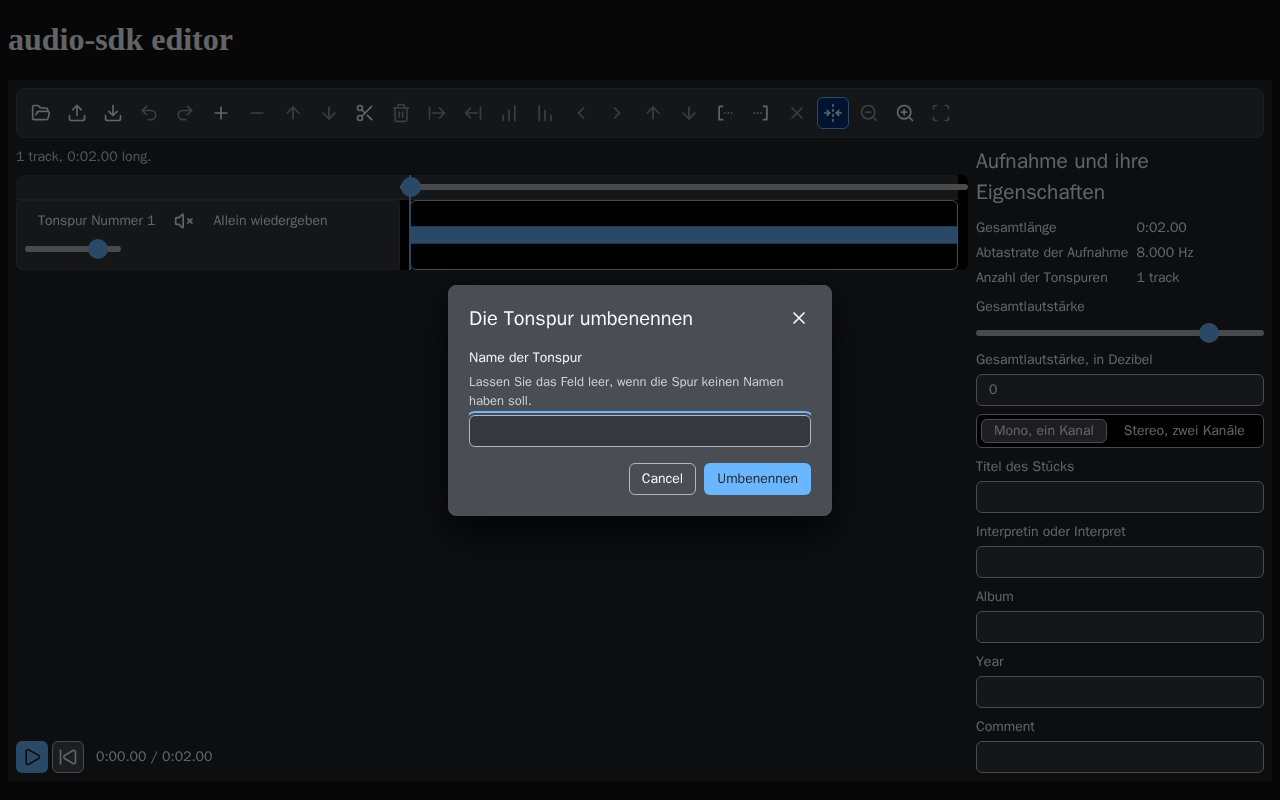 audio-sdk editor
1 track, 0:02.00 long.
Tonspur Nummer 1
Allein wiedergeben
Aufnahme und ihre
Eigenschaften
Gesamtlänge 0:02.00
Abtastrate der Aufnahme 8.000 Hz
Anzahl der Tonspuren 1 track
Gesamtlautstärke
Gesamtlautstärke, in Dezibel
0
Mono, ein Kanal Stereo, zwei Kanäle
Titel des Stücks
Interpretin oder Interpret
Album
Year
Comment
Die Tonspur umbenennen
Name der Tonspur
Lassen Sie das Feld leer, wenn die Spur keinen Namen
haben soll.
Cancel Umbenennen
0:00.00 / 0:02.00